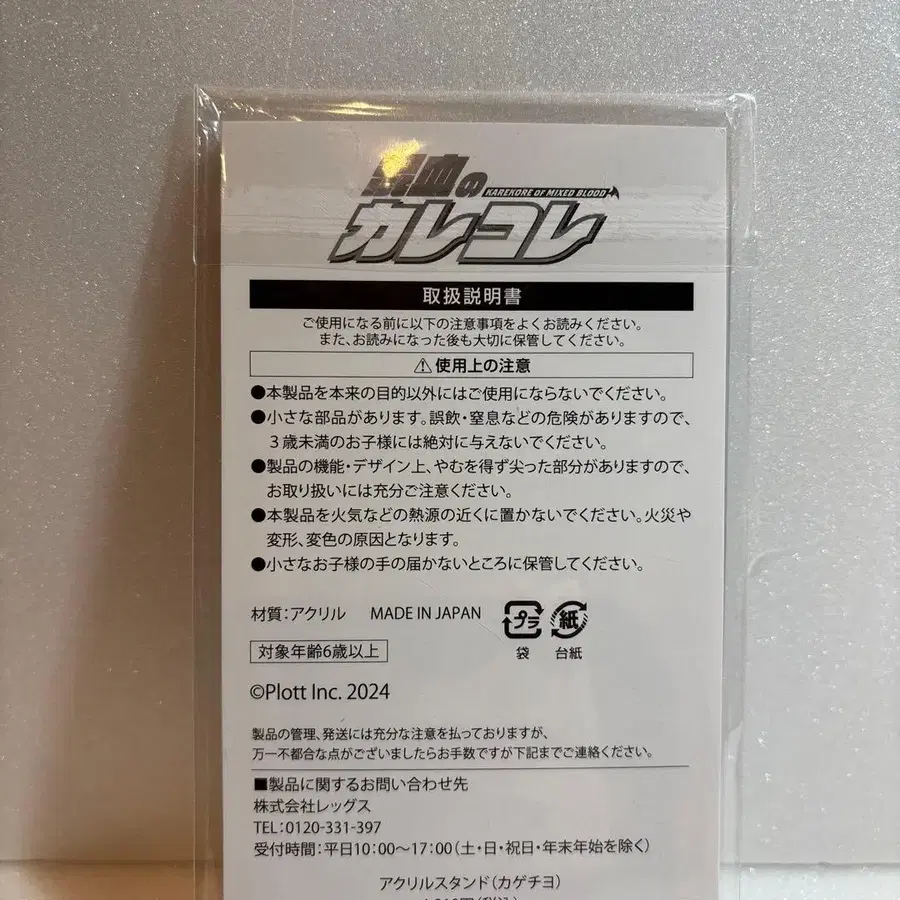 混血の
KAREKORE OF MIXED BLOOD
カレコレ
取扱説明書
ご使用になる前に以下の注意事項をよくお読みください。
また、お読みになった後も大切に保管してください。
⚠使用上の注意
●本製品を本来の目的以外にはご使用にならないでください。
●小さな部品があります。誤飲・窒息などの危険がありますので、
3歳未満のお子様には絶対に与えないでください。
●製品の機能・デザイン上、やむを得ず尖った部分がありますので、
お取り扱いには充分ご注意ください。
●本製品を火気などの熱源の近くに置かないでください。火災や
変形、変色の原因となります。
●小さなお子様の手の届かないところに保管してください。
材質：アクリル MADE IN JAPAN
プラ 紙
袋 台紙
対象年齢6歳以上
©Plott Inc. 2024
製品の管理、発送には充分な注意を払っておりますが、
万一不都合な点がございましたらお手数ですが下記までご連絡ください。
■製品に関するお問い合わせ先
株式会社レッグス
TEL：0120-331-397
受付時間：平日10：00～17：00（土・日・祝日・年末年始を除く）
アクリルスタンド（カゲチヨ）